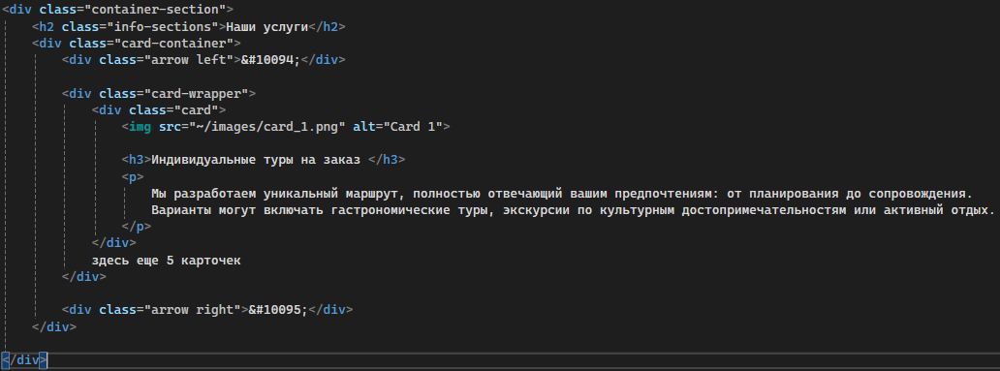 <div class="container-section">
<h2 class="info-sections">Наши услуги</h2>
<div class="card-container">
<div class="arrow left">&#10094;</div>
<div class="card-wrapper">
<div class="card">
<img src="~/images/card_1.png" alt="Card 1">
<h3>Индивидуальные туры на заказ </h3>
<p>
Мы разработаем уникальный маршрут, полностью отвечающий вашим предпочтениям: от планирования до сопровождения.
Варианты могут включать гастрономические туры, экскурсии по культурным достопримечательностям или активный отдых.
</p>
</div>
здесь еще 5 карточек
</div>
<div class="arrow right">&#10095;</div>
</div>
</div>